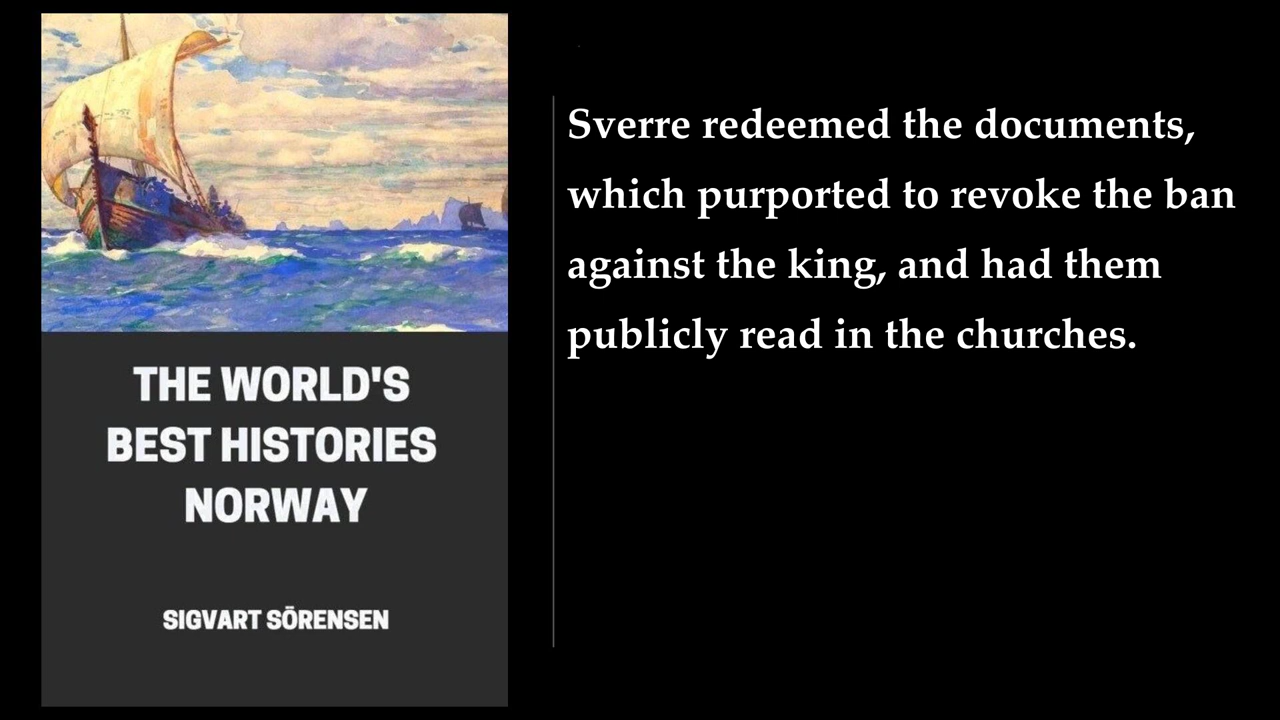 THE WORLD'S
BEST HISTORIES
NORWAY
SIGVART SÖRENSEN
Sverre redeemed the documents,
which purported to revoke the ban
against the king, and had them
publicly read in the churches.